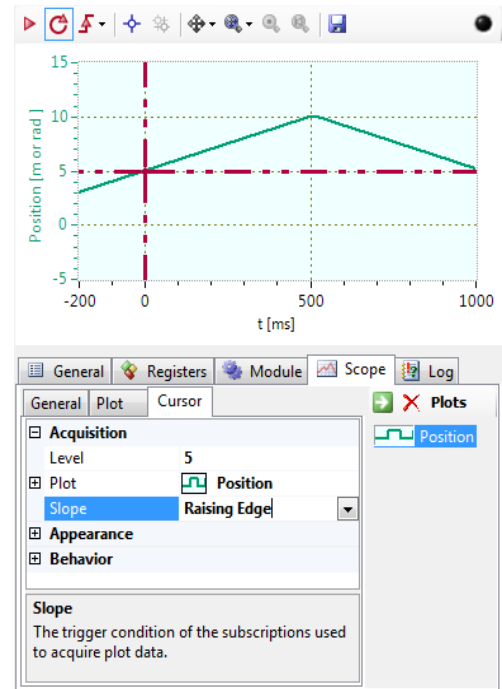 15
10
5
0
-5
Position [m or rad ]
-200 0 500 1000
t [ms]
General Registers Module Scope Log
General Plot Cursor
Plots
Position
Acquisition
Level 5
Plot Position
Slope Raising Edge
Appearance
Behavior
Slope
The trigger condition of the subscriptions used
to acquire plot data.